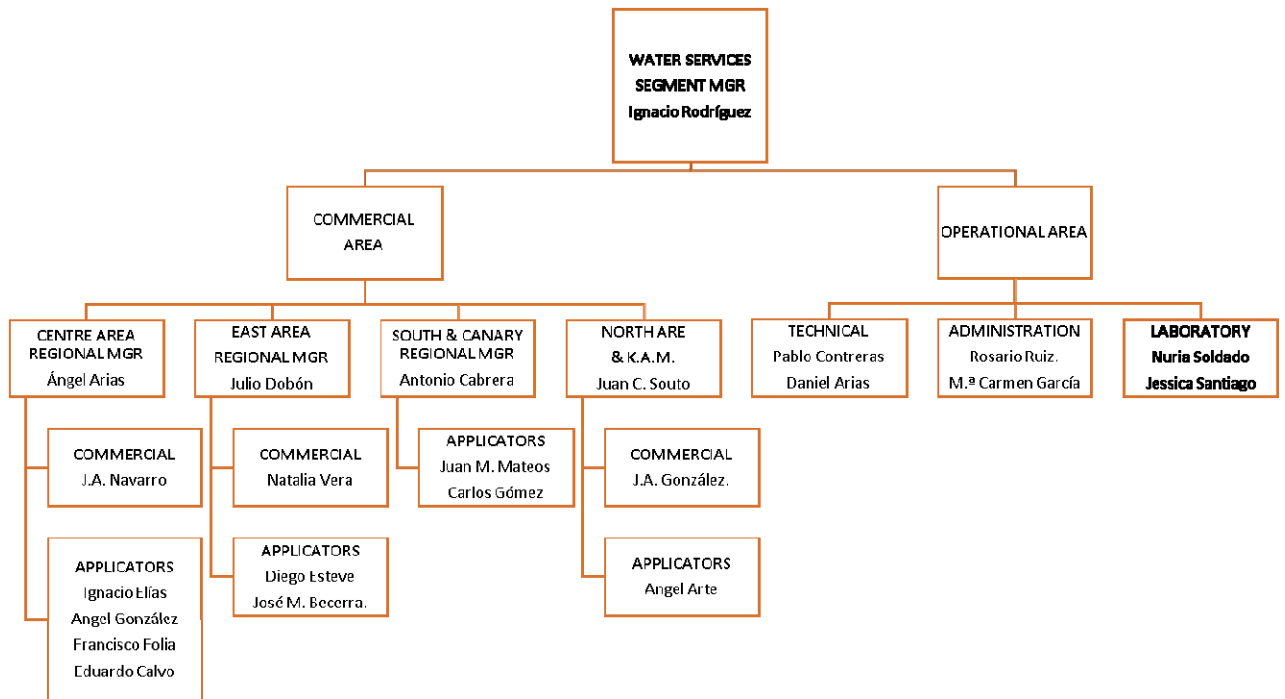 WATER SERVICES
SEGMENT MGR
Ignacio Rodríguez
COMMERCIAL
AREA
OPERATIONAL AREA
CENTRE AREA
REGIONAL MGR
Ángel Arias
EAST AREA
REGIONAL MGR
Julio Dobón
SOUTH & CANARY
REGIONAL MGR
Antonio Cabrera
NORTH ARE
& K.A.M.
Juan C. Souto
TECHNICAL
Pablo Contreras
Daniel Arias
ADMINISTRATION
Rosario Ruiz.
M.ª Carmen García
LABORATORY
Nuria Soldado
Jessica Santiago
COMMERCIAL
J.A. Navarro
COMMERCIAL
Natalia Vera
APPLICATORS
Juan M. Mateos
Carlos Gómez
COMMERCIAL
J.A. González.
APPLICATORS
Ignacio Elías
Angel González
Francisco Folia
Eduardo Calvo
APPLICATORS
Diego Esteve
José M. Becerra.
APPLICATORS
Angel Arte